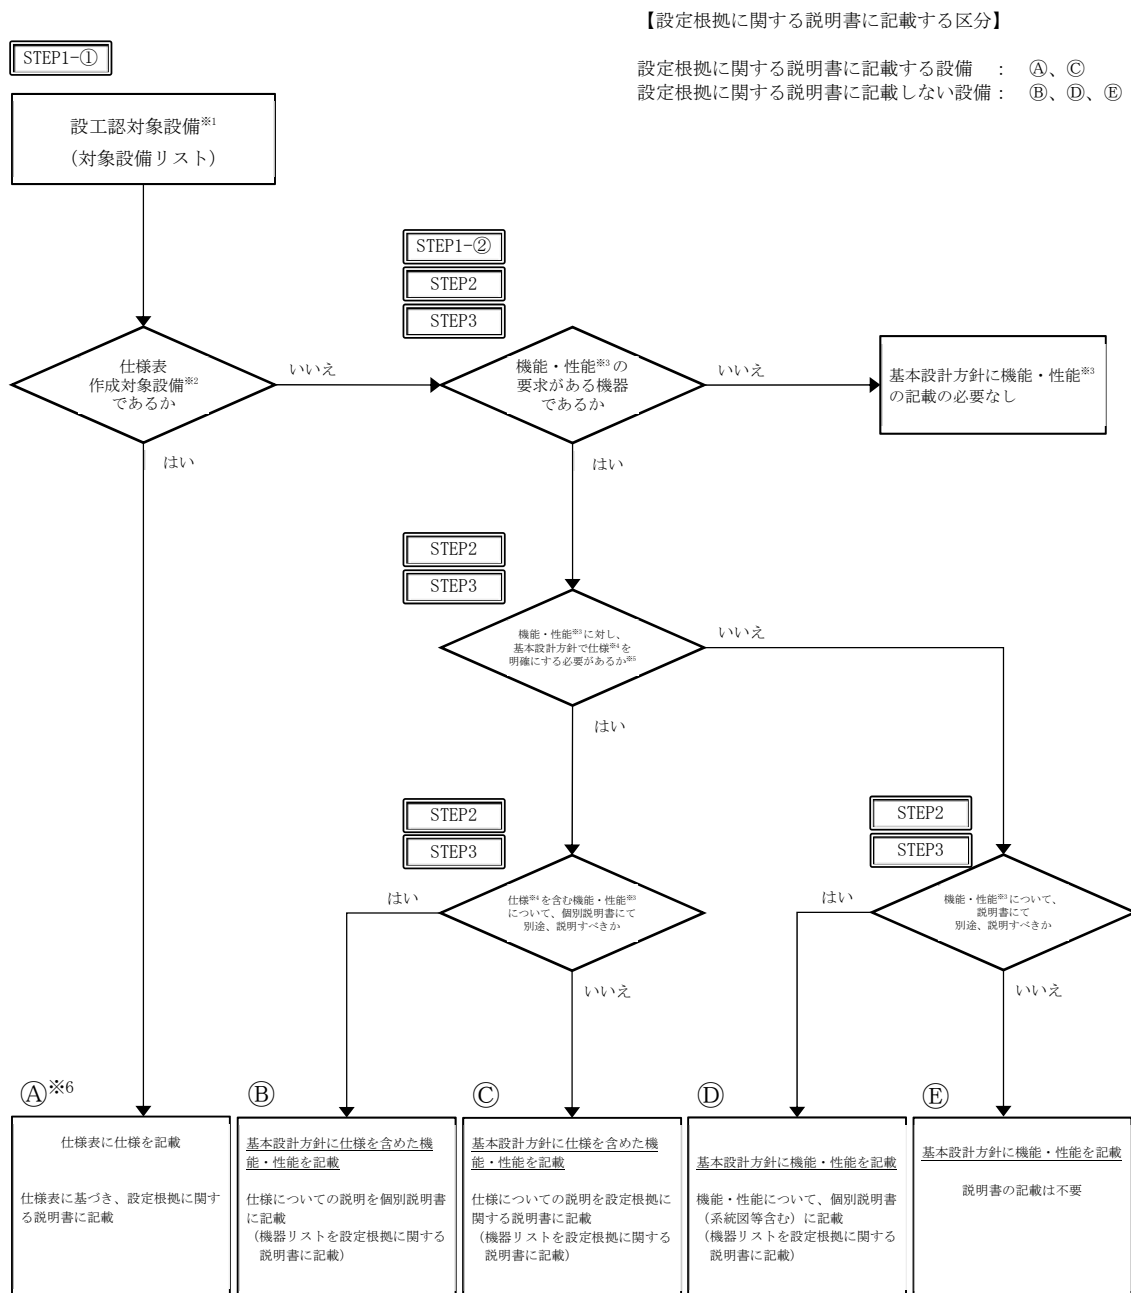 【設定根拠に関する説明書に記載する区分】
STEP1-①
設定根拠に関する説明書に記載する設備　：　Ⓐ、Ⓒ
設定根拠に関する説明書に記載しない設備：　Ⓑ、Ⓓ、Ⓔ
設工認対象設備※1
（対象設備リスト）
STEP1-②
STEP2
STEP3
仕様表
作成対象設備※2
であるか
いいえ
機能・性能※3の
要求がある機器
であるか
いいえ
基本設計方針に機能・性能※3
の記載の必要なし
はい
はい
STEP2
STEP3
機能・性能※3に対し、
基本設計方針で仕様※4を
明確にする必要があるか※5
いいえ
はい
STEP2
STEP3
STEP2
STEP3
はい
仕様※4を含む機能・性能※3
について、個別説明書にて
別途、説明すべきか
いいえ
はい
機能・性能※3について、
説明書にて
別途、説明すべきか
いいえ
Ⓐ※6
仕様表に仕様を記載
仕様表に基づき、設定根拠に関す
る説明書に記載
Ⓑ
基本設計方針に仕様を含めた機
能・性能を記載
仕様についての説明を個別説明書
に記載
（機器リストを設定根拠に関する
説明書に記載）
Ⓒ
基本設計方針に仕様を含めた機
能・性能を記載
仕様についての説明を設定根拠に
関する説明書に記載
（機器リストを設定根拠に関する
説明書に記載）
Ⓓ
基本設計方針に機能・性能を記載
機能・性能について、個別説明書
（系統図等含む）に記載
（機器リストを設定根拠に関する
説明書に記載）
Ⓔ
基本設計方針に機能・性能を記載
説明書の記載は不要